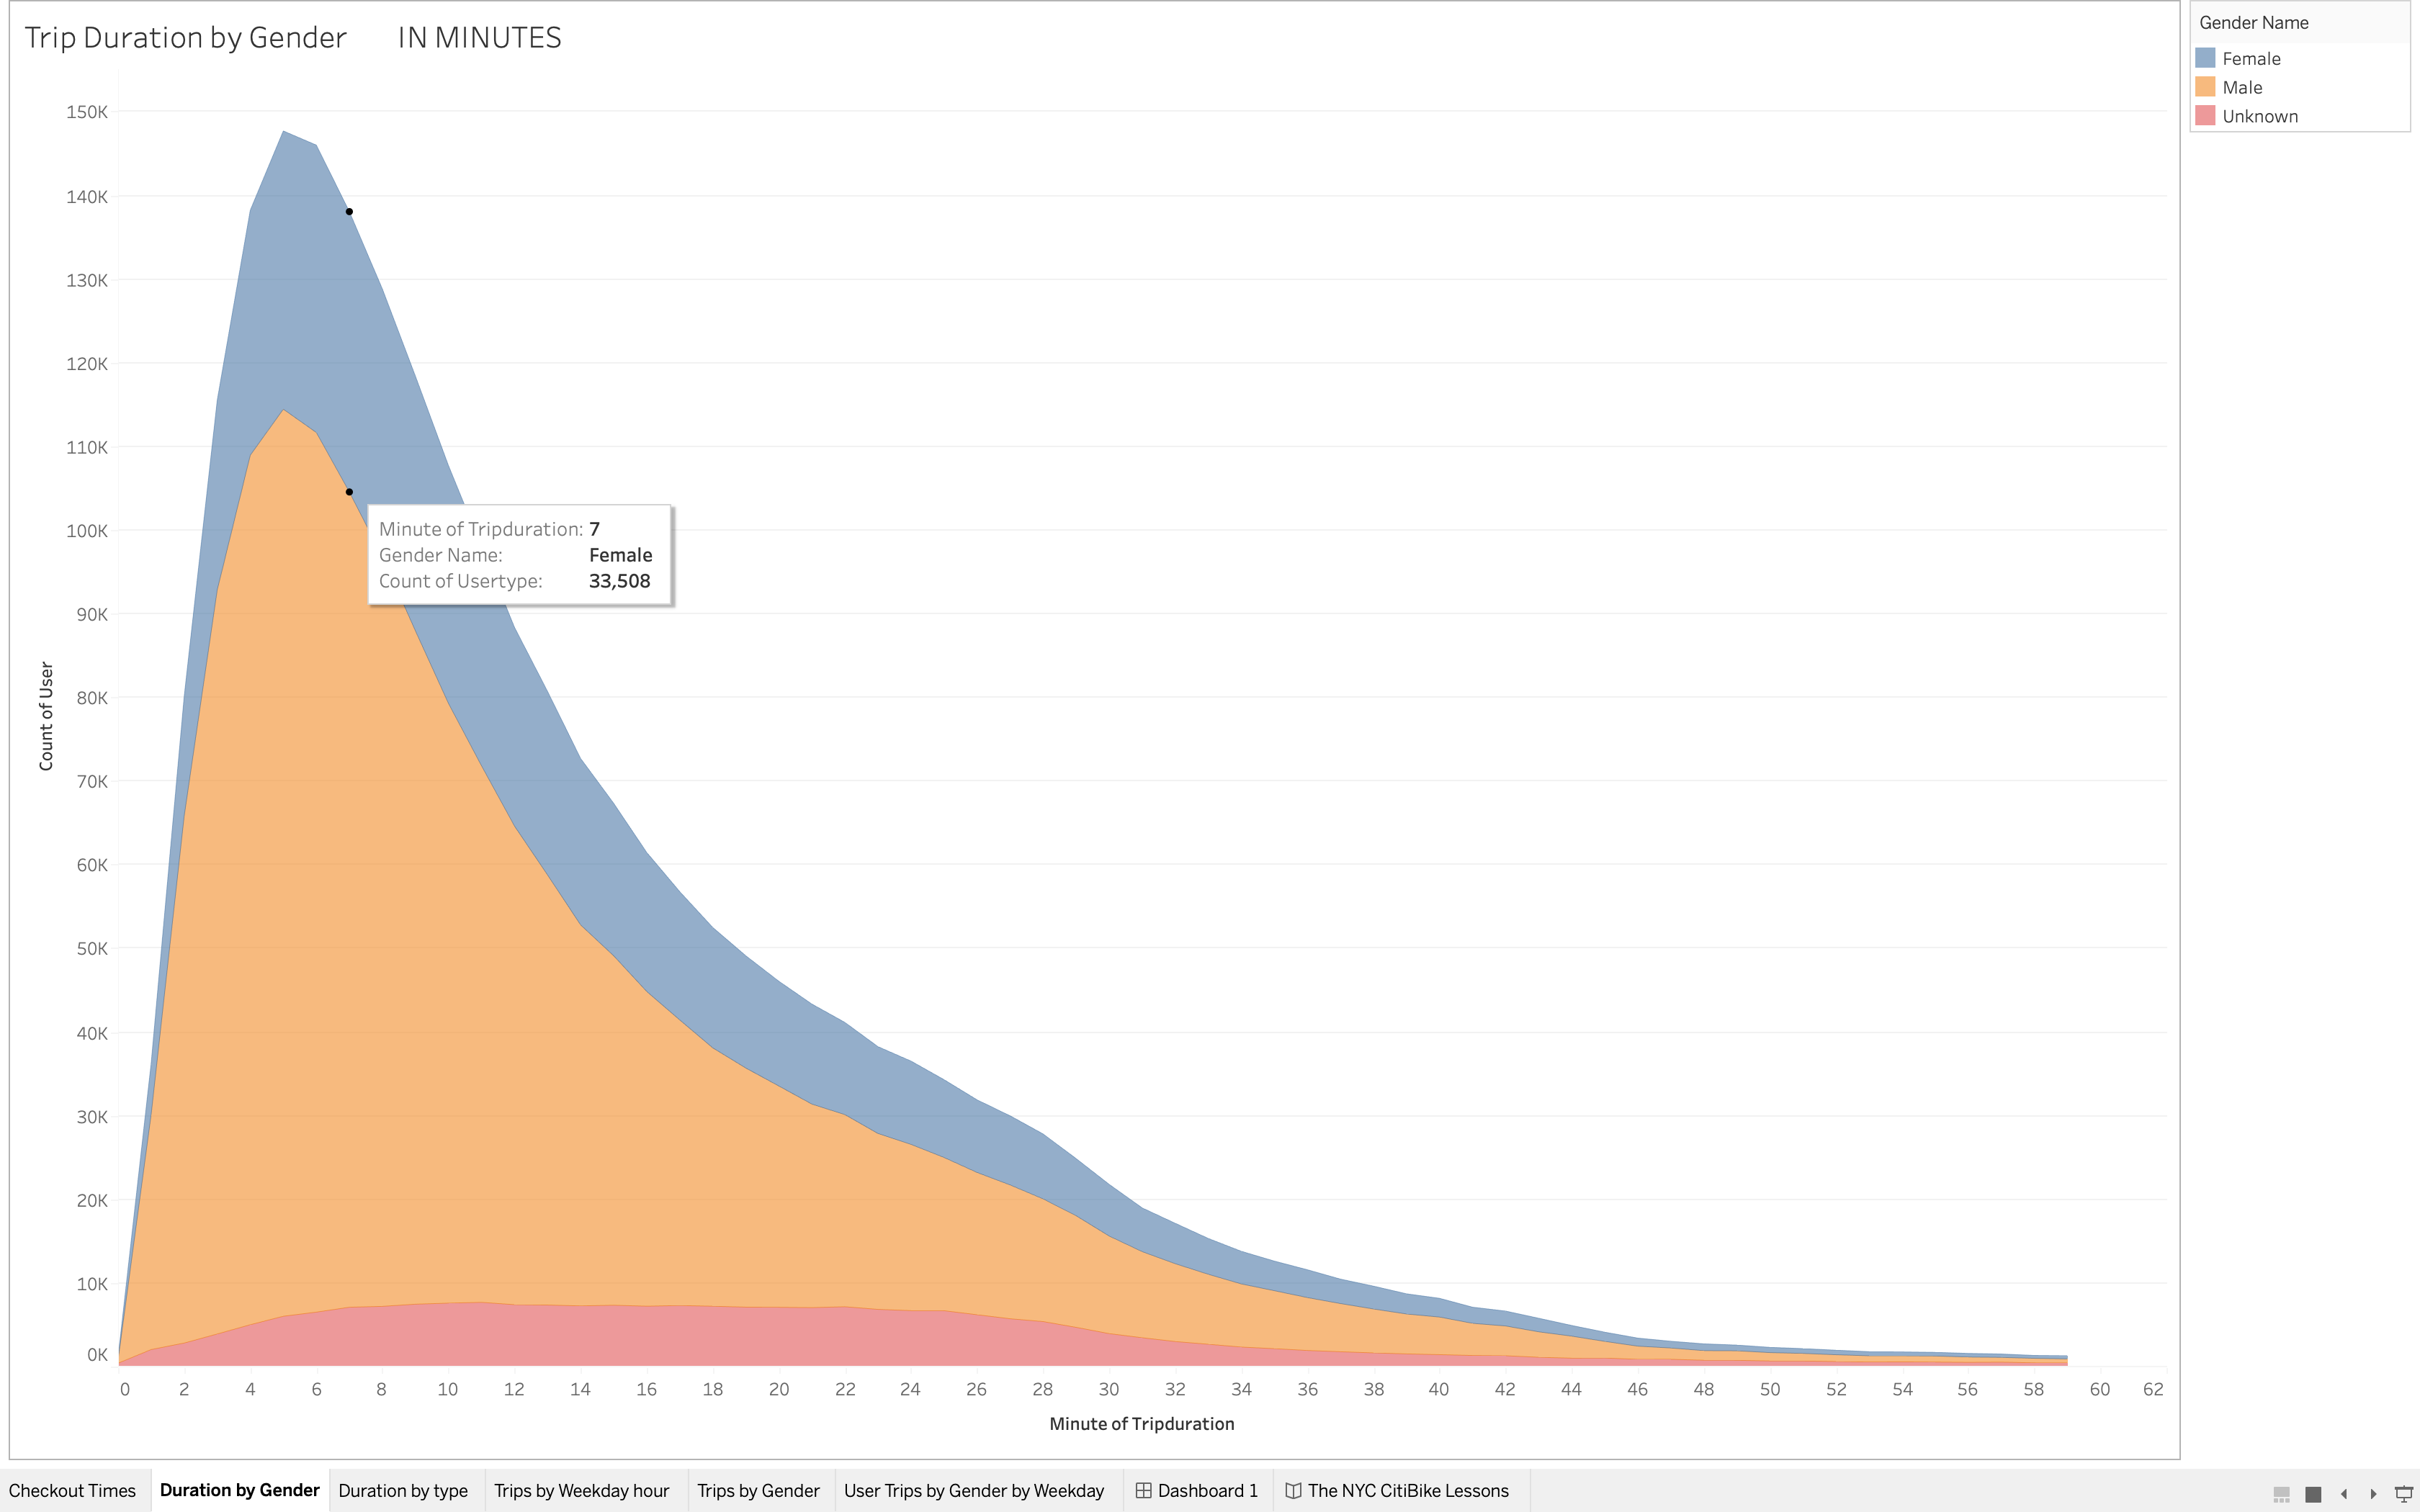 Trip Duration by Gender IN MINUTES
Gender Name
Female
Male
Unknown
150K
140K
130K
120K
110K
100K
90K
80K
70K
60K
50K
40K
30K
20K
10K
0K
Count of User
Minute of Tripduration: 7
Gender Name: Female
Count of Usertype: 33,508
0 2 4 6 8 10 12 14 16 18 20 22 24 26 28 30 32 34 36 38 40 42 44 46 48 50 52 54 56 58 60 62
Minute of Tripduration
Checkout Times Duration by Gender Duration by type Trips by Weekday hour Trips by Gender User Trips by Gender by Weekday Dashboard 1 The NYC CitiBike Lessons